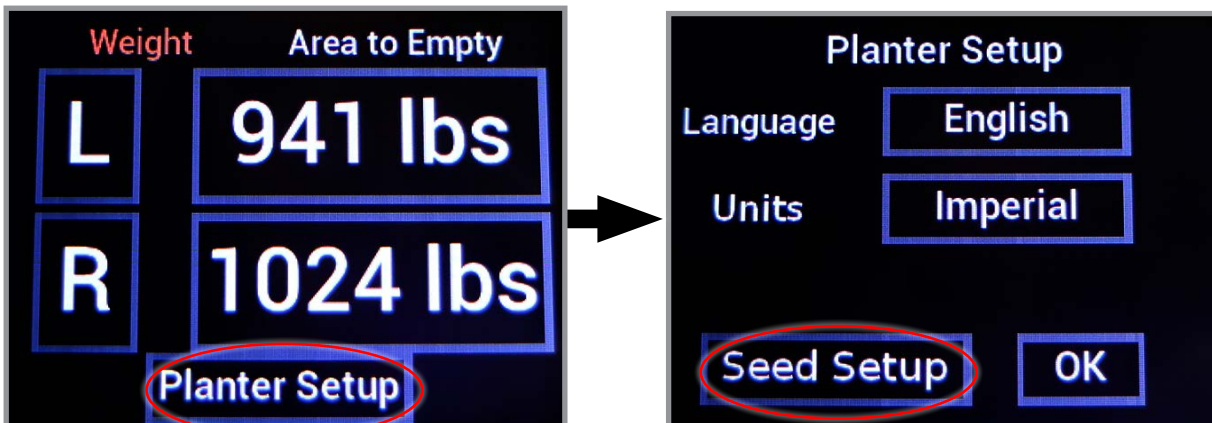 Weight Area to Empty
L 941 lbs
R 1024 lbs
Planter Setup
Planter Setup
Language English
Units Imperial
Seed Setup OK